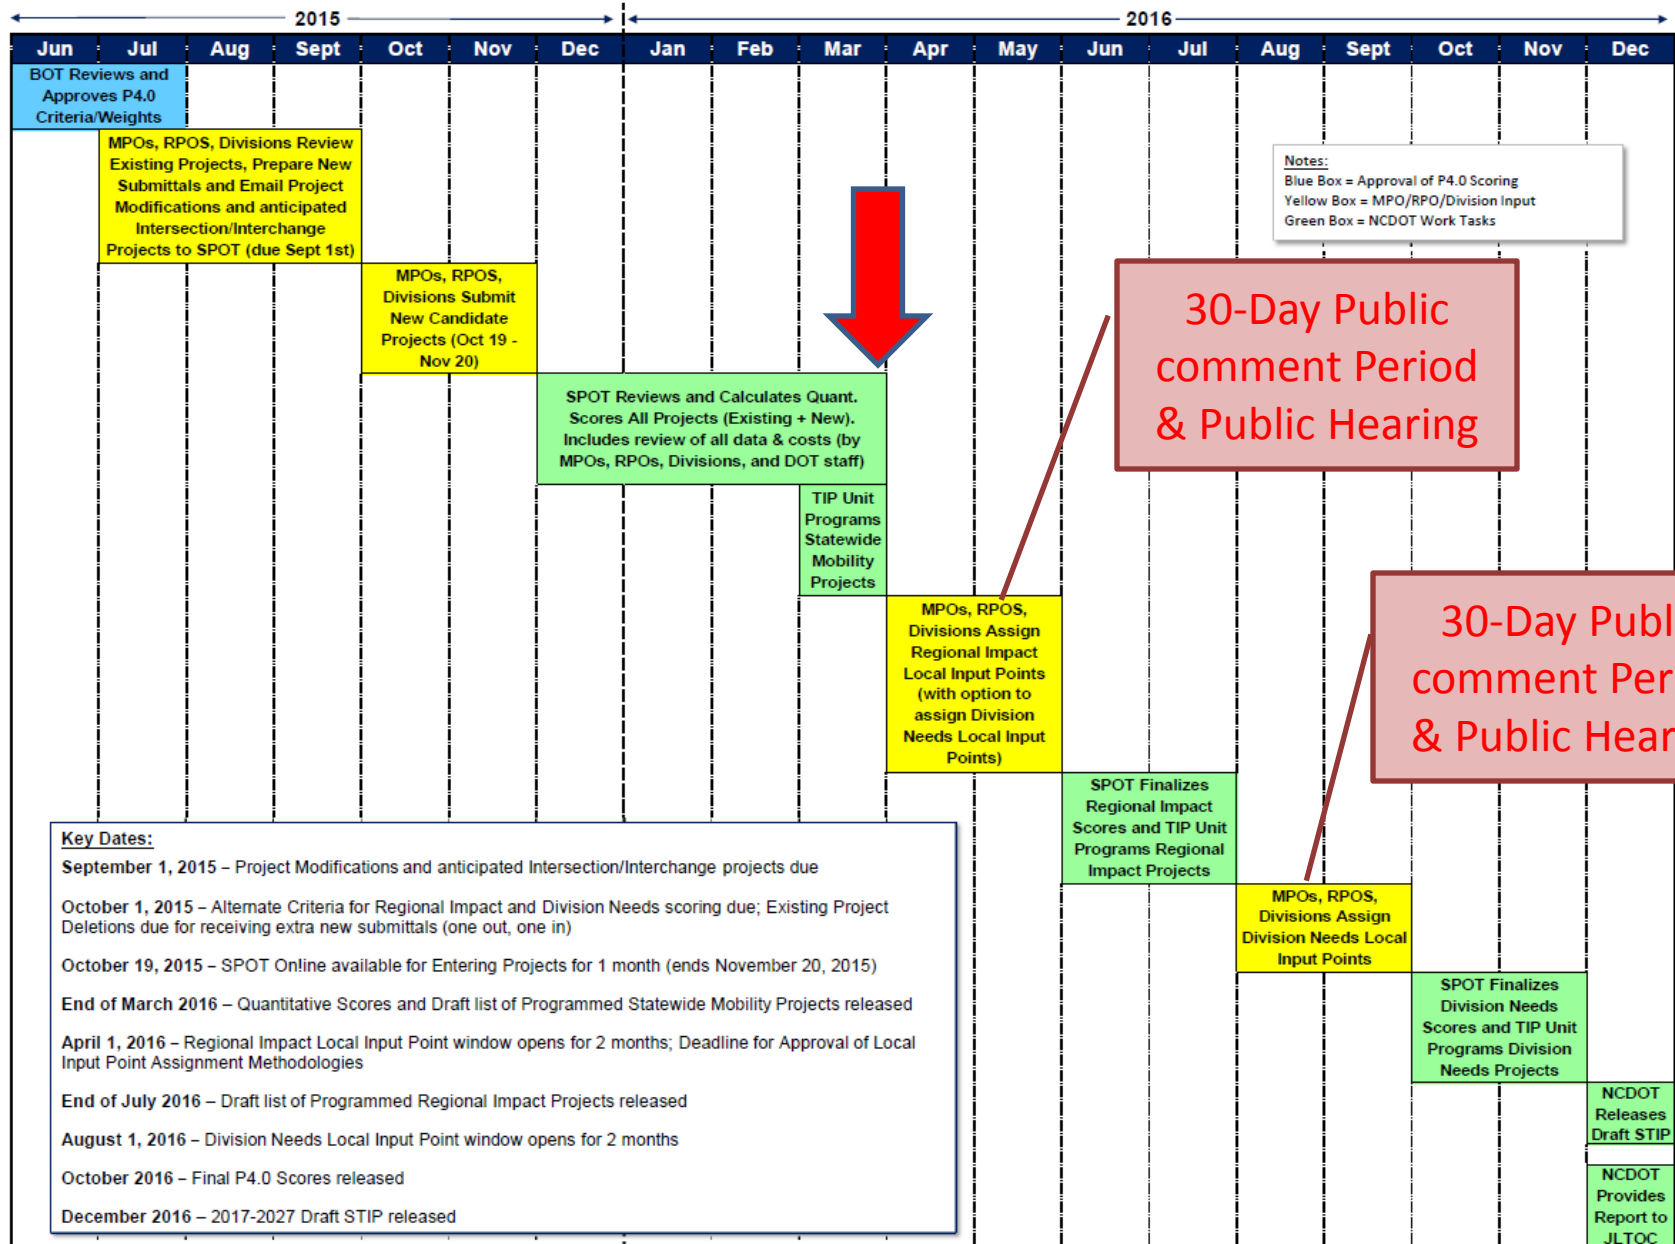 2015
2016
Jun Jul Aug Sept Oct Nov Dec Jan Feb Mar Apr May Jun Jul Aug Sept Oct Nov Dec
BOT Reviews and
Approves P4.0
Criteria/Weights
MPOs, RPOS, Divisions Review
Existing Projects, Prepare New
Submittals and Email Project
Modifications and anticipated
Intersection/Interchange
Projects to SPOT (due Sept 1st)
Notes:
Blue Box = Approval of P4.0 Scoring
Yellow Box = MPO/RPO/Division Input
Green Box = NCDOT Work Tasks
MPOs, RPOS,
Divisions Submit
New Candidate
Projects (Oct 19 -
Nov 20)
30-Day Public
comment Period
& Public Hearing
SPOT Reviews and Calculates Quant.
Scores All Projects (Existing + New).
Includes review of all data & costs (by
MPOs, RPOs, Divisions, and DOT staff)
TIP Unit
Programs
Statewide
Mobility
Projects
30-Day Publ
comment Per
& Public Hear
MPOs, RPOS,
Divisions Assign
Regional Impact
Local Input Points
(with option to
assign Division
Needs Local Input
Points)
SPOT Finalizes
Regional Impact
Scores and TIP Unit
Programs Regional
Impact Projects
MPOs, RPOS,
Divisions Assign
Division Needs Local
Input Points
SPOT Finalizes
Division Needs
Scores and TIP Unit
Programs Division
Needs Projects
NCDOT
Releases
Draft STIP
NCDOT
Provides
Report to
JLTOC
Key Dates:
September 1, 2015 – Project Modifications and anticipated Intersection/Interchange projects due
October 1, 2015 – Alternate Criteria for Regional Impact and Division Needs scoring due; Existing Project
Deletions due for receiving extra new submittals (one out, one in)
October 19, 2015 – SPOT Online available for Entering Projects for 1 month (ends November 20, 2015)
End of March 2016 – Quantitative Scores and Draft list of Programmed Statewide Mobility Projects released
April 1, 2016 – Regional Impact Local Input Point window opens for 2 months; Deadline for Approval of Local
Input Point Assignment Methodologies
End of July 2016 – Draft list of Programmed Regional Impact Projects released
August 1, 2016 – Division Needs Local Input Point window opens for 2 months
October 2016 – Final P4.0 Scores released
December 2016 – 2017-2027 Draft STIP released